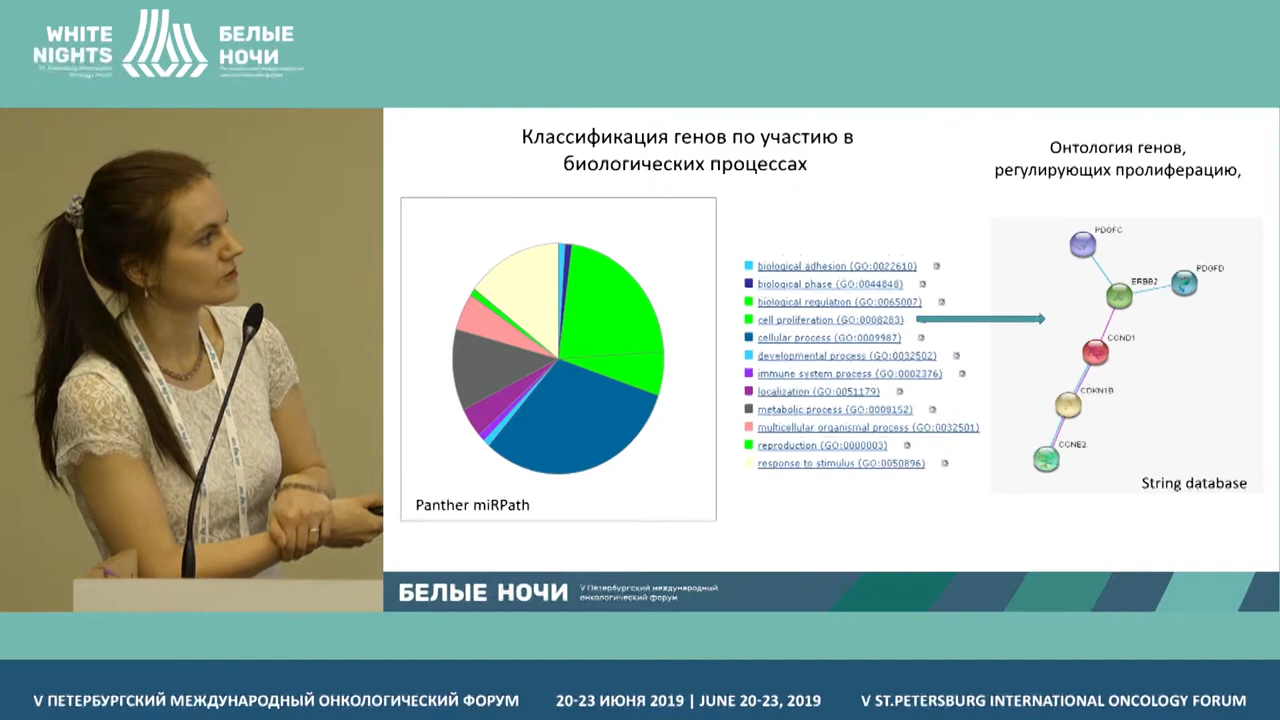 WHITE
NIGHTS
БЕЛЫЕ
НОЧИ
Классификация генов по участию в
биологических процессах
Онтология генов,
регулирующих пролиферацию,
biological adhesion (GO:0022610)
biological phase (GO:0044848)
biological regulation (GO:0065007)
cell proliferation (GO:0008283)
cellular process (GO:0009987)
developmental process (GO:0032502)
immune system process (GO:0002376)
localization (GO:0051179)
metabolic process (GO:0008152)
multicellular organismal process (GO:0032501)
reproduction (GO:0000003)
response to stimulus (GO:0050896)
Panther miRPath
PDGFC
PDGFD
ERBB2
CCND1
CDKN1B
CCNE2
String database
БЕЛЫЕ НОЧИ
V Петербургский международный
онкологический форум
V ПЕТЕРБУРГСКИЙ МЕЖДУНАРОДНЫЙ ОНКОЛОГИЧЕСКИЙ ФОРУМ
20-23 ИЮНЯ 2019 | JUNE 20-23, 2019
V ST.PETERSBURG INTERNATIONAL ONCOLOGY FORUM